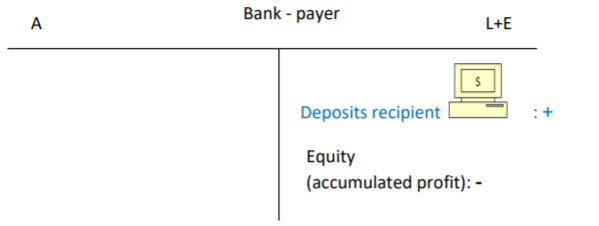 Bank - payer
A
L+E
$
Deposits recipient : +
Equity
(accumulated profit): -